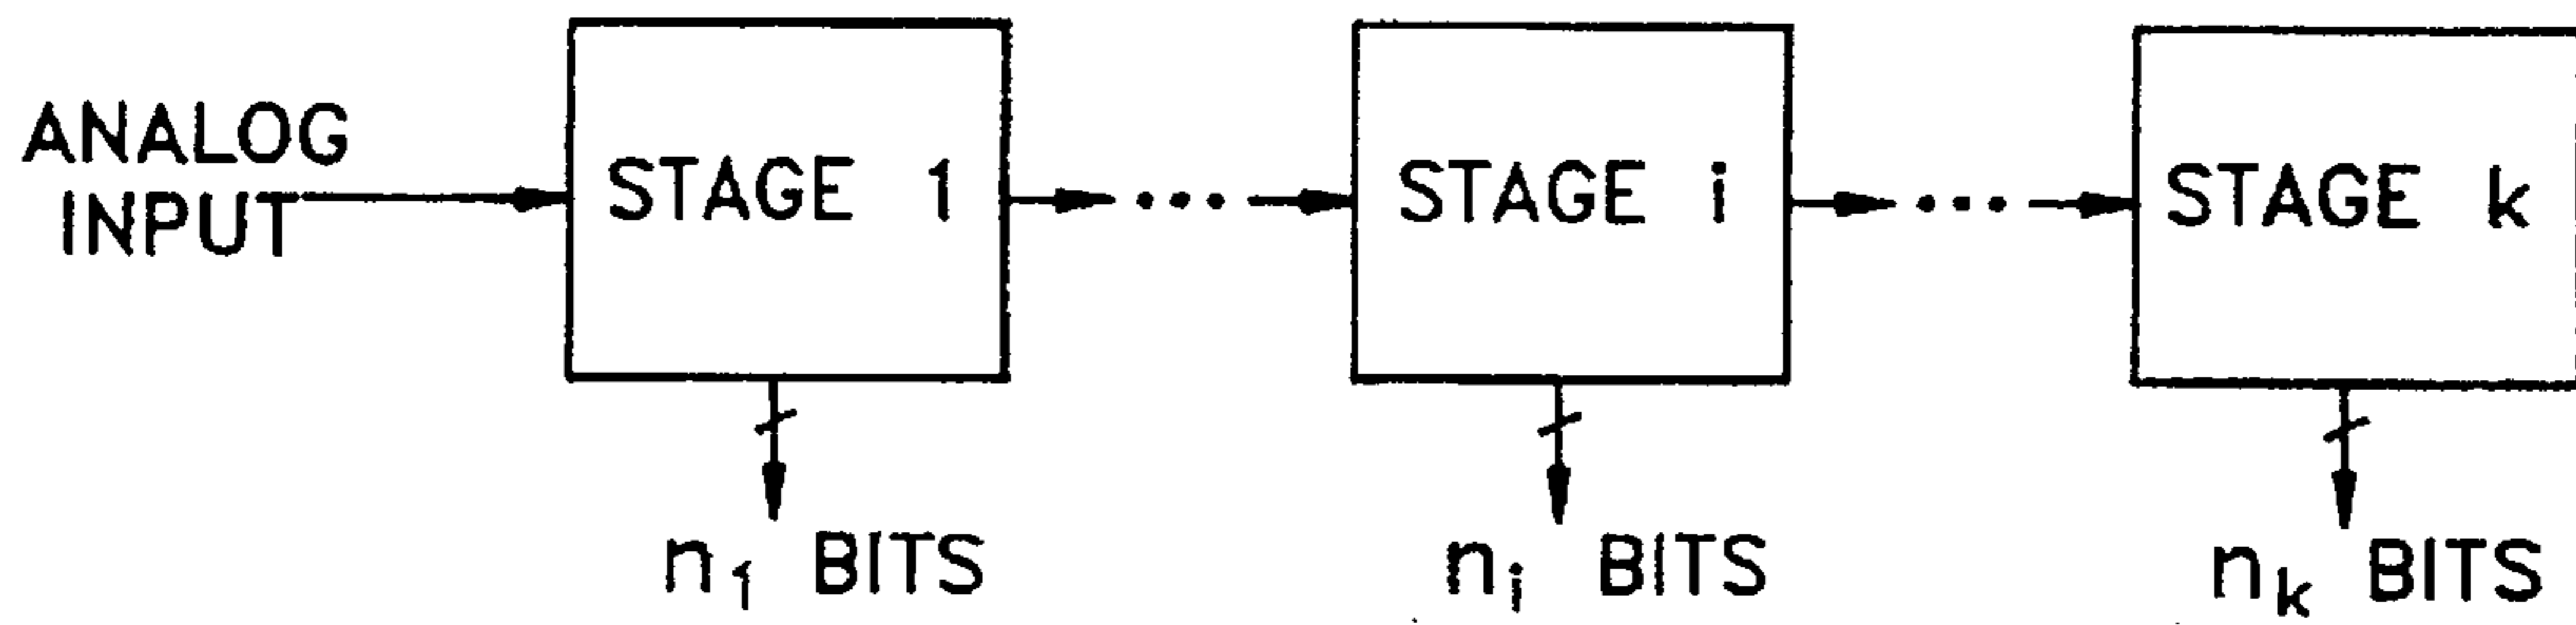 ANALOG
INPUT
STAGE 1
...
STAGE i
...
STAGE k
n₁ BITS
nᵢ BITS
nₖ BITS